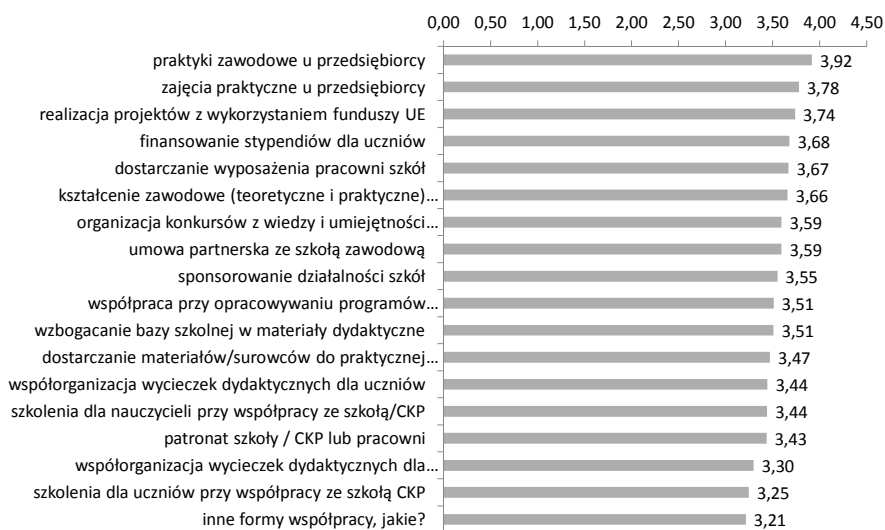 0,00 0,50 1,00 1,50 2,00 2,50 3,00 3,50 4,00 4,50
praktyki zawodowe u przedsiębiorcy 3,92
zajęcia praktyczne u przedsiębiorcy 3,78
realizacja projektów z wykorzystaniem funduszy UE 3,74
finansowanie stypendiów dla uczniów 3,68
dostarczanie wyposażenia pracowni szkół 3,67
kształcenie zawodowe (teoretyczne i praktyczne)... 3,66
organizacja konkursów z wiedzy i umiejętności... 3,59
umowa partnerska ze szkołą zawodową 3,59
sponsorowanie działalności szkół 3,55
współpraca przy opracowywaniu programów... 3,51
wzbogacanie bazy szkolnej w materiały dydaktyczne 3,51
dostarczanie materiałów/surowców do praktycznej... 3,47
współorganizacja wycieczek dydaktycznych dla uczniów 3,44
szkolenia dla nauczycieli przy współpracy ze szkołą/CKP 3,44
patronat szkoły / CKP lub pracowni 3,43
współorganizacja wycieczek dydaktycznych dla... 3,30
szkolenia dla uczniów przy współpracy ze szkołą CKP 3,25
inne formy współpracy, jakie? 3,21